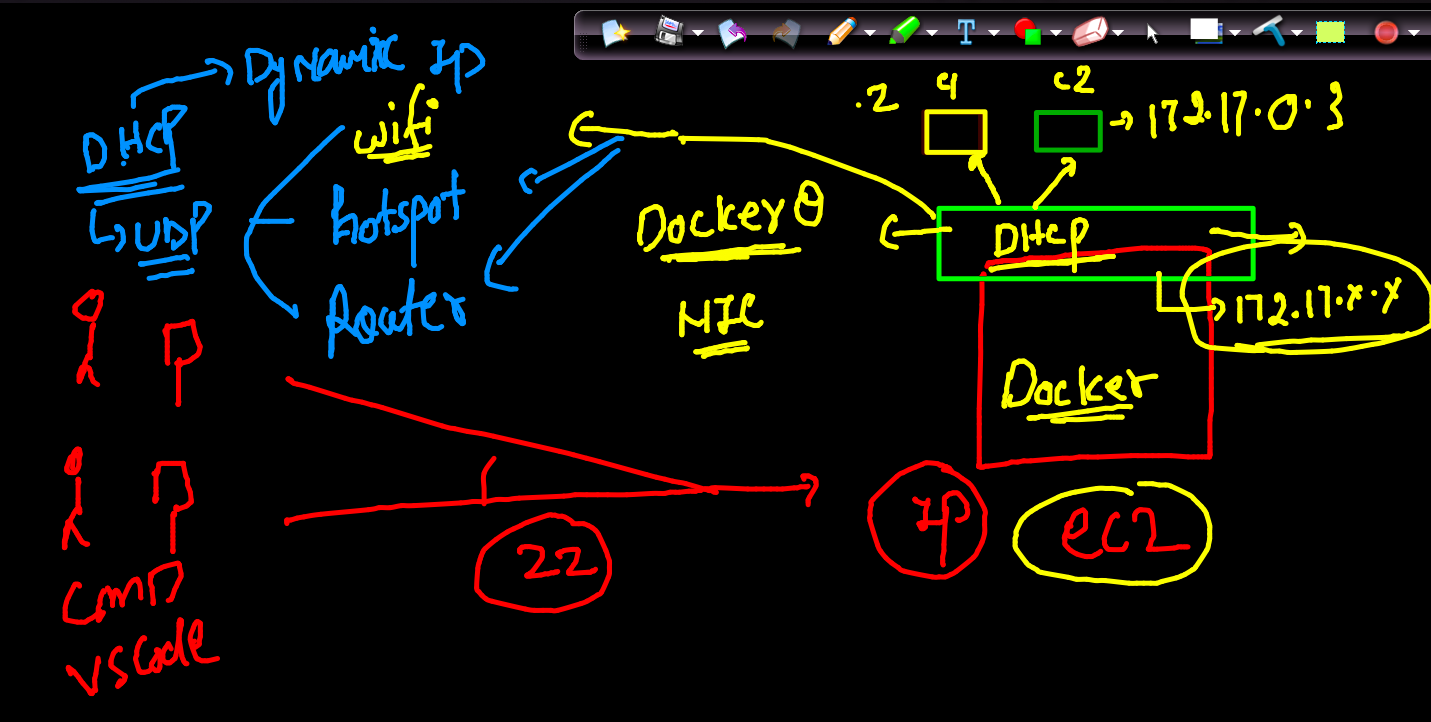 Dynamic IP
DHCP
UDP
wifi
hotspot
Router
Docker0
NIC
.2
c1
c2
172.17.0.3
DHCP
172.17.x.x
Docker
22
IP
ec2
CMD
VScode
T